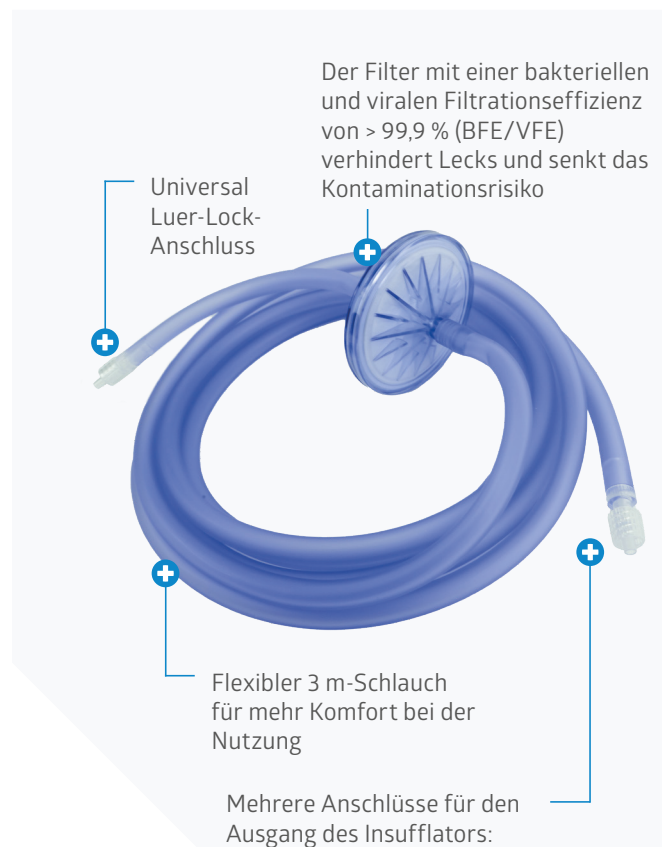 Der Filter mit einer bakteriellen
und viralen Filtrationseffizienz
von > 99,9 % (BFE/VFE)
verhindert Lecks und senkt das
Kontaminationsrisiko
Universal
Luer-Lock-
Anschluss
Flexibler 3 m-Schlauch
für mehr Komfort bei der
Nutzung
Mehrere Anschlüsse für den
Ausgang des Insufflators: